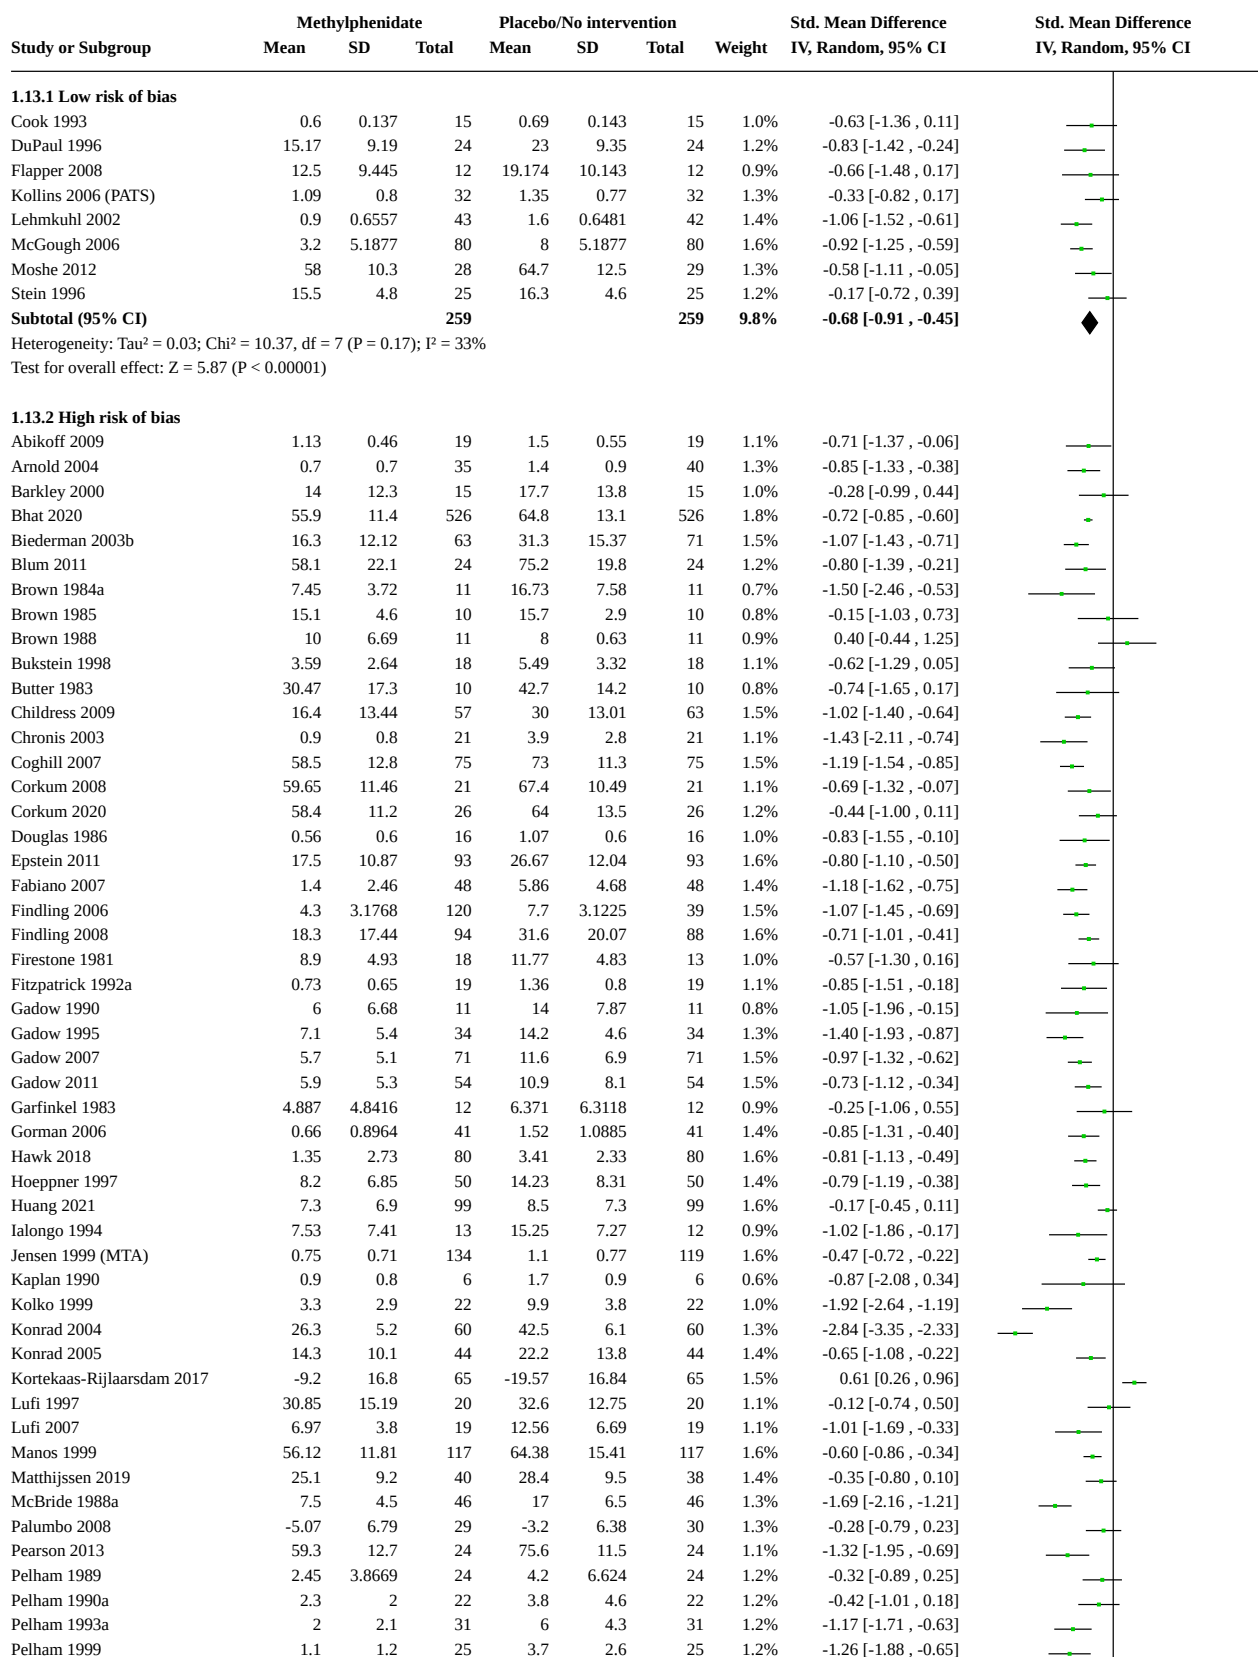 Methylphenidate Placebo/No intervention Std. Mean Difference Std. Mean Difference
Study or Subgroup Mean SD Total Mean SD Total Weight IV, Random, 95% CI IV, Random, 95% CI
1.13.1 Low risk of bias
Cook 1993 0.6 0.137 15 0.69 0.143 15 1.0% -0.63 [-1.36 , 0.11]
DuPaul 1996 15.17 9.19 24 23 9.35 24 1.2% -0.83 [-1.42 , -0.24]
Flapper 2008 12.5 9.445 12 19.174 10.143 12 0.9% -0.66 [-1.48 , 0.17]
Kollins 2006 (PATS) 1.09 0.8 32 1.35 0.77 32 1.3% -0.33 [-0.82 , 0.17]
Lehmkuhl 2002 0.9 0.6557 43 1.6 0.6481 42 1.4% -1.06 [-1.52 , -0.61]
McGough 2006 3.2 5.1877 80 8 5.1877 80 1.6% -0.92 [-1.25 , -0.59]
Moshe 2012 58 10.3 28 64.7 12.5 29 1.3% -0.58 [-1.11 , -0.05]
Stein 1996 15.5 4.8 25 16.3 4.6 25 1.2% -0.17 [-0.72 , 0.39]
Subtotal (95% CI) 259 259 9.8% -0.68 [-0.91 , -0.45]
Heterogeneity: Tau² = 0.03; Chi² = 10.37, df = 7 (P = 0.17); I² = 33%
Test for overall effect: Z = 5.87 (P < 0.00001)
1.13.2 High risk of bias
Abikoff 2009 1.13 0.46 19 1.5 0.55 19 1.1% -0.71 [-1.37 , -0.06]
Arnold 2004 0.7 0.7 35 1.4 0.9 40 1.3% -0.85 [-1.33 , -0.38]
Barkley 2000 14 12.3 15 17.7 13.8 15 1.0% -0.28 [-0.99 , 0.44]
Bhat 2020 55.9 11.4 526 64.8 13.1 526 1.8% -0.72 [-0.85 , -0.60]
Biederman 2003b 16.3 12.12 63 31.3 15.37 71 1.5% -1.07 [-1.43 , -0.71]
Blum 2011 58.1 22.1 24 75.2 19.8 24 1.2% -0.80 [-1.39 , -0.21]
Brown 1984a 7.45 3.72 11 16.73 7.58 11 0.7% -1.50 [-2.46 , -0.53]
Brown 1985 15.1 4.6 10 15.7 2.9 10 0.8% -0.15 [-1.03 , 0.73]
Brown 1988 10 6.69 11 8 0.63 11 0.9% 0.40 [-0.44 , 1.25]
Bukstein 1998 3.59 2.64 18 5.49 3.32 18 1.1% -0.62 [-1.29 , 0.05]
Butter 1983 30.47 17.3 10 42.7 14.2 10 0.8% -0.74 [-1.65 , 0.17]
Childress 2009 16.4 13.44 57 30 13.01 63 1.5% -1.02 [-1.40 , -0.64]
Chronis 2003 0.9 0.8 21 3.9 2.8 21 1.1% -1.43 [-2.11 , -0.74]
Coghill 2007 58.5 12.8 75 73 11.3 75 1.5% -1.19 [-1.54 , -0.85]
Corkum 2008 59.65 11.46 21 67.4 10.49 21 1.1% -0.69 [-1.32 , -0.07]
Corkum 2020 58.4 11.2 26 64 13.5 26 1.2% -0.44 [-1.00 , 0.11]
Douglas 1986 0.56 0.6 16 1.07 0.6 16 1.0% -0.83 [-1.55 , -0.10]
Epstein 2011 17.5 10.87 93 26.67 12.04 93 1.6% -0.80 [-1.10 , -0.50]
Fabiano 2007 1.4 2.46 48 5.86 4.68 48 1.4% -1.18 [-1.62 , -0.75]
Findling 2006 4.3 3.1768 120 7.7 3.1225 39 1.5% -1.07 [-1.45 , -0.69]
Findling 2008 18.3 17.44 94 31.6 20.07 88 1.6% -0.71 [-1.01 , -0.41]
Firestone 1981 8.9 4.93 18 11.77 4.83 13 1.0% -0.57 [-1.30 , 0.16]
Fitzpatrick 1992a 0.73 0.65 19 1.36 0.8 19 1.1% -0.85 [-1.51 , -0.18]
Gadow 1990 6 6.68 11 14 7.87 11 0.8% -1.05 [-1.96 , -0.15]
Gadow 1995 7.1 5.4 34 14.2 4.6 34 1.3% -1.40 [-1.93 , -0.87]
Gadow 2007 5.7 5.1 71 11.6 6.9 71 1.5% -0.97 [-1.32 , -0.62]
Gadow 2011 5.9 5.3 54 10.9 8.1 54 1.5% -0.73 [-1.12 , -0.34]
Garfinkel 1983 4.887 4.8416 12 6.371 6.3118 12 0.9% -0.25 [-1.06 , 0.55]
Gorman 2006 0.66 0.8964 41 1.52 1.0885 41 1.4% -0.85 [-1.31 , -0.40]
Hawk 2018 1.35 2.73 80 3.41 2.33 80 1.6% -0.81 [-1.13 , -0.49]
Hoeppner 1997 8.2 6.85 50 14.23 8.31 50 1.5% -0.79 [-1.19 , -0.38]
Huang 2021 7.3 6.9 99 8.5 7.3 99 1.6% -0.17 [-0.45 , 0.11]
Ialongo 1994 7.53 7.41 13 15.25 7.27 12 0.9% -1.02 [-1.86 , -0.17]
Jensen 1999 (MTA) 0.75 0.71 134 1.1 0.77 119 1.6% -0.47 [-0.72 , -0.22]
Kaplan 1990 0.9 0.8 6 1.7 0.9 6 0.6% -0.87 [-2.08 , 0.34]
Kolko 1999 3.3 2.9 22 9.9 3.8 22 1.0% -1.92 [-2.64 , -1.19]
Konrad 2004 26.3 5.2 60 42.5 6.1 60 1.3% -2.84 [-3.35 , -2.33]
Konrad 2005 14.3 10.1 44 22.2 13.8 44 1.4% -0.65 [-1.08 , -0.22]
Kortekaas-Rijlaarsdam 2017 -9.2 16.8 65 -19.57 16.84 65 1.5% 0.61 [0.26 , 0.96]
Lufi 1997 30.85 15.19 20 32.6 12.75 20 1.1% -0.12 [-0.74 , 0.50]
Lufi 2007 6.97 3.8 19 12.56 6.69 19 1.1% -1.01 [-1.69 , -0.33]
Manos 1999 56.12 11.81 117 64.38 15.41 117 1.6% -0.60 [-0.86 , -0.34]
Matthijssen 2019 25.1 9.2 40 28.4 9.5 38 1.4% -0.35 [-0.80 , 0.10]
McBride 1988a 7.5 4.5 46 17 6.5 46 1.3% -1.69 [-2.16 , -1.21]
Palumbo 2008 -5.07 6.79 29 -3.2 6.38 30 1.3% -0.28 [-0.79 , 0.23]
Pearson 2013 59.3 12.7 24 75.6 11.5 24 1.1% -1.32 [-1.95 , -0.69]
Pelham 1989 2.45 3.8669 24 4.2 6.624 24 1.2% -0.32 [-0.89 , 0.25]
Pelham 1990a 2.3 2 22 3.8 4.6 22 1.2% -0.42 [-1.01 , 0.18]
Pelham 1993a 2 2.1 31 6 4.3 31 1.2% -1.17 [-1.71 , -0.63]
Pelham 1999 1.1 1.2 25 3.7 2.6 25 1.2% -1.26 [-1.88 , -0.65]